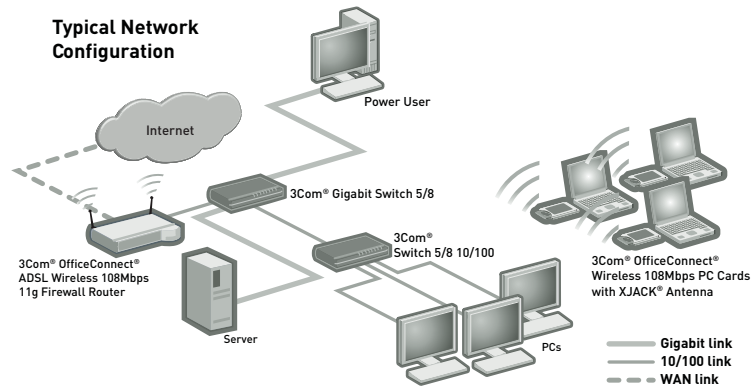 Typical Network
Configuration
Power User
Internet
3Com® Gigabit Switch 5/8
3Com® OfficeConnect®
ADSL Wireless 108Mbps
11g Firewall Router
3Com®
Switch 5/8 10/100
3Com® OfficeConnect®
Wireless 108Mbps PC Cards
with XJACK® Antenna
Server
PCs
Gigabit link
10/100 link
WAN link